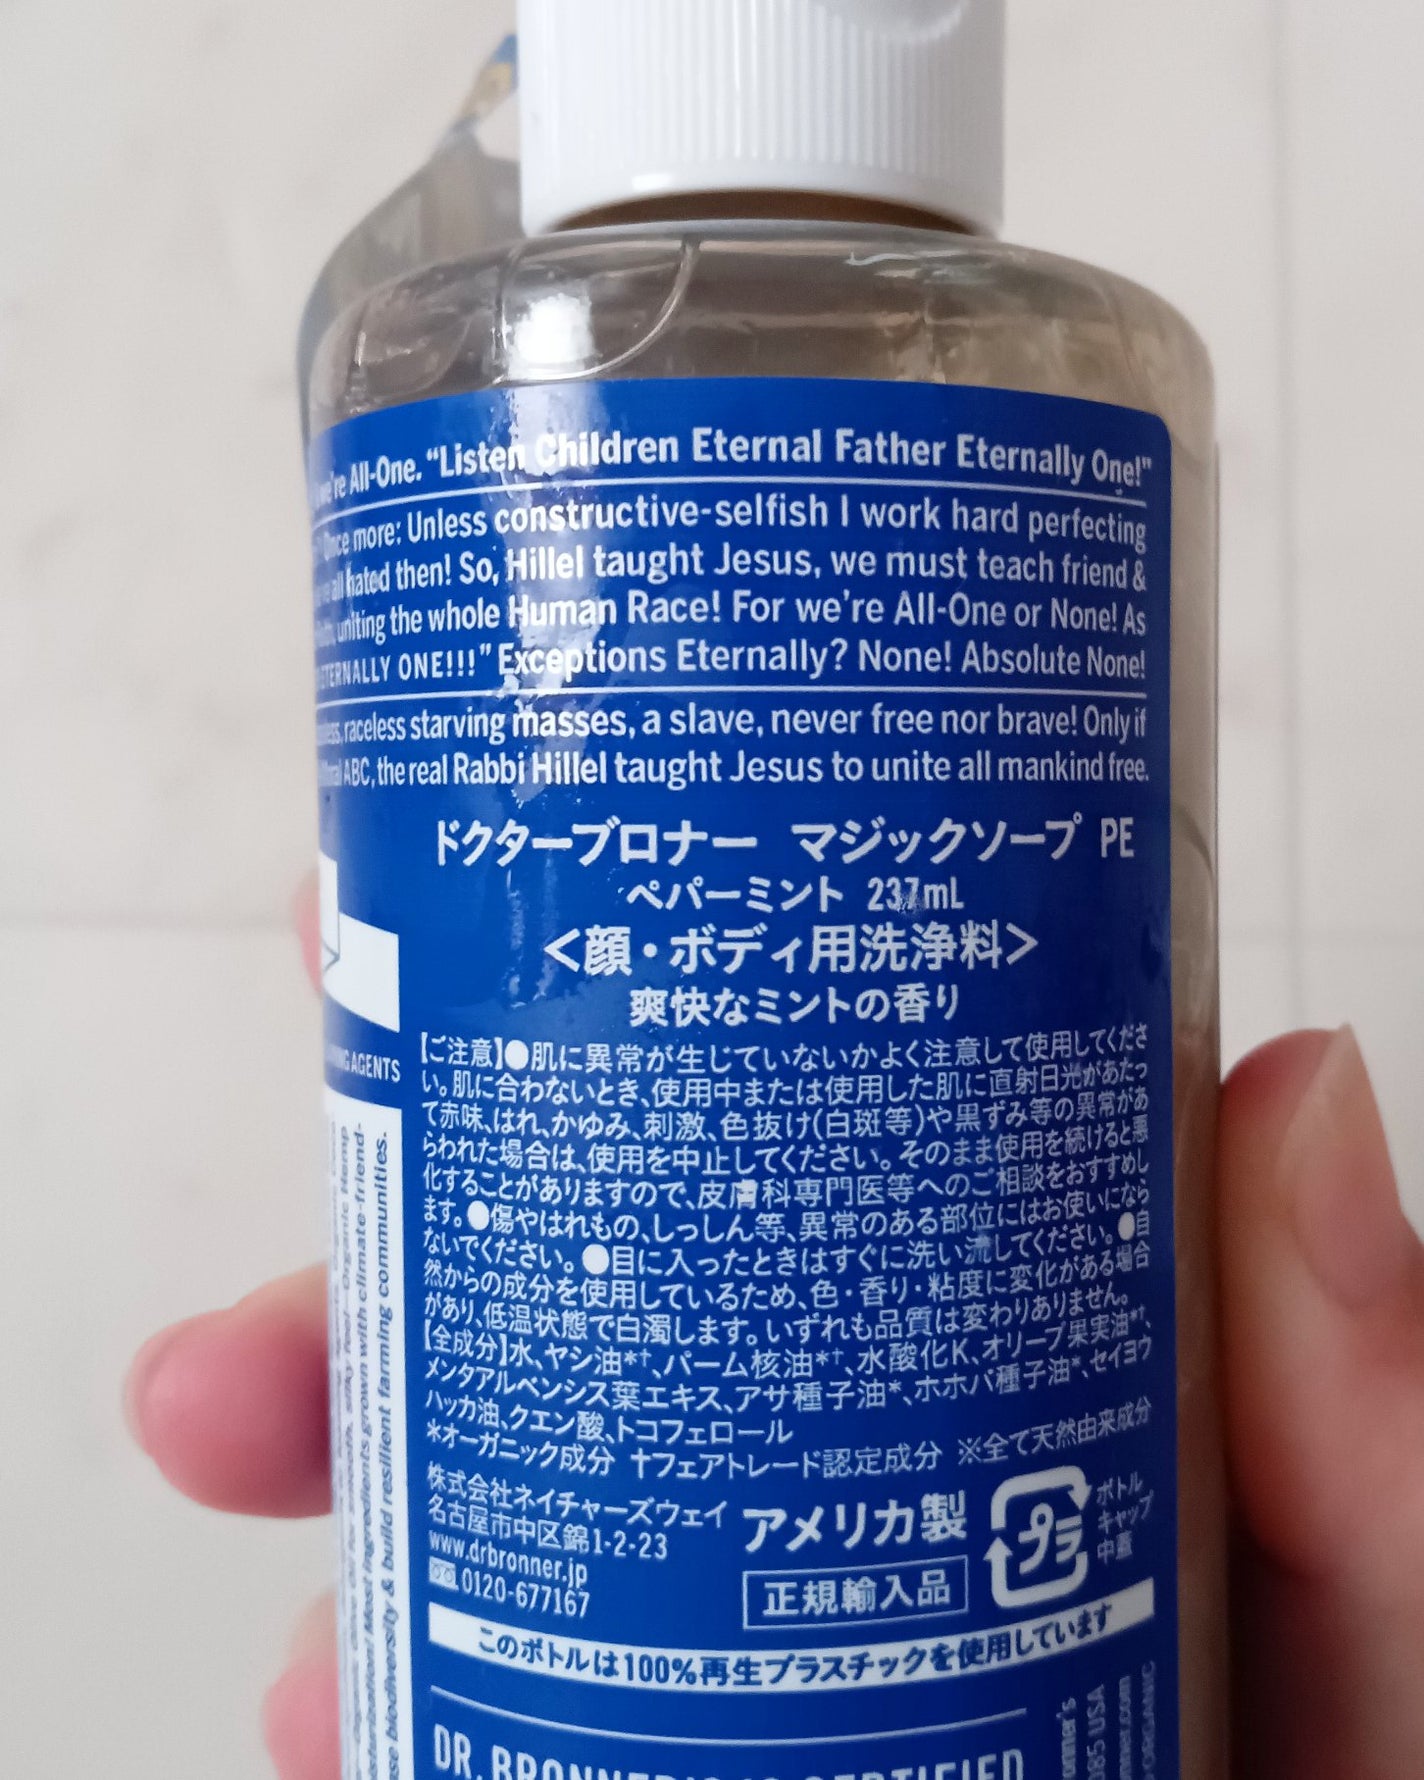 we're All-One. “Listen Children Eternal Father Eternally One!”
Once more: Unless constructive-selfish I work hard perfecting
all hated then! So, Hillel taught Jesus, we must teach friend &
uniting the whole Human Race! For we're All-One or None! As
ETERNALLY ONE!!!” Exceptions Eternally? None! Absolute None!
raceless starving masses, a slave, never free nor brave! Only if
ABC, the real Rabbi Hillel taught Jesus to unite all mankind free.
ドクターブロナー マジックソープ PE
ペパーミント 237mL
<顔・ボディ用洗浄料>
爽快なミントの香り
【ご注意】●肌に異常が生じていないかよく注意して使用してくださ
い。肌に合わないとき、使用中または使用した肌に直射日光があたっ
て赤味、はれ、かゆみ、刺激、色抜け(白斑等)や黒ずみ等の異常があ
らわれた場合は、使用を中止してください。そのまま使用を続けると悪
化することがありますので、皮膚科専門医等へのご相談をおすすめし
ます。●傷やはれもの、しっしん等、異常のある部位にはお使いになら
ないでください。●目に入ったときはすぐに洗い流してください。●自
然からの成分を使用しているため、色・香り・粘度に変化がある場合
があり、低温状態で白濁します。いずれも品質は変わりありません。
【全成分】水、ヤシ油*†、パーム核油*†、水酸化K、オリーブ果実油*†、
メンタアルベンシス葉エキス、アサ種子油*、ホホバ種子油*、セイヨウ
ハッカ油、クエン酸、トコフェロール
*オーガニック成分 †フェアトレード認定成分 ※全て天然由来成分
株式会社ネイチャーズウェイ
名古屋市中区錦1-2-23
www.drbronner.jp
0120-677167
アメリカ製
正規輸入品
プラ
ボトル
キャップ
中蓋
このボトルは100%再生プラスチックを使用しています
DR. BRONNER'S IS CERTIFIED
AGENTS
silky feel—Organic Hemp
Most ingredients grown with climate-friend-
biodiversity & build resilient farming communities.
USA
ORGANIC